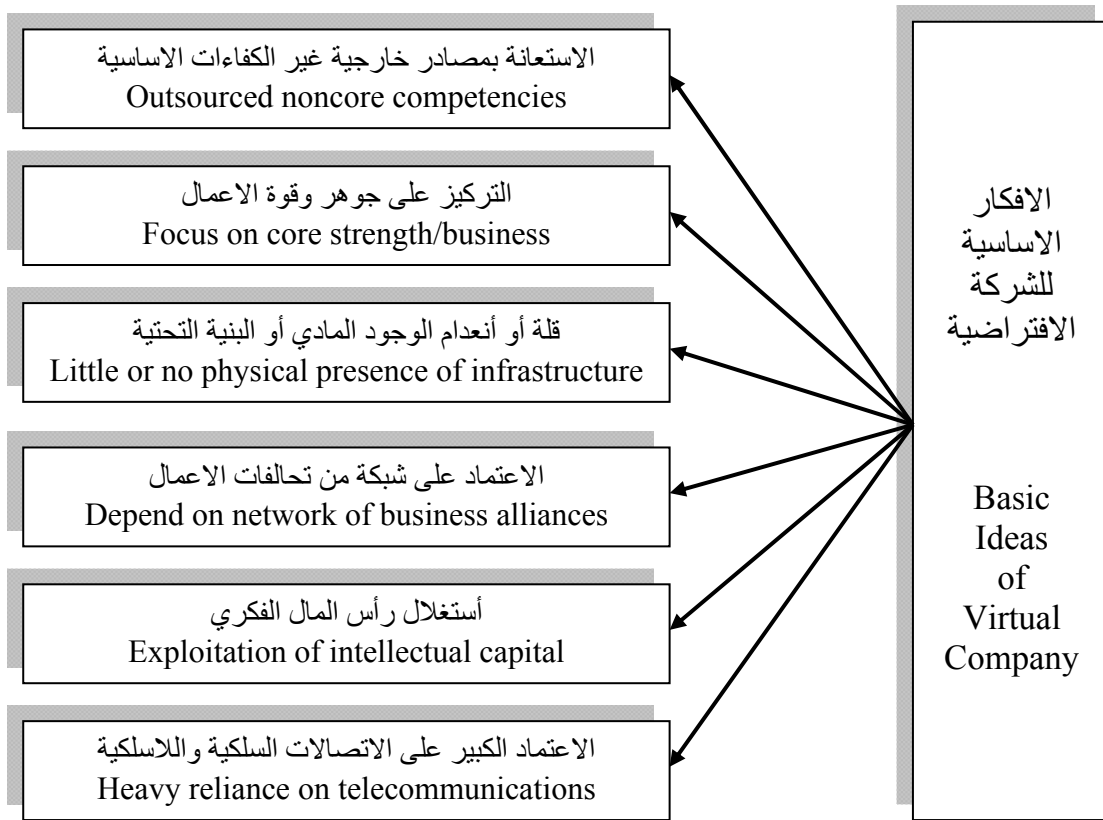 الافكار
الاساسية
للشركة
الافتراضية
Basic
Ideas
of
Virtual
Company
الاستعانة بمصادر خارجية غير الكفاءات الاساسية
Outsourced noncore competencies
التركيز على جوهر وقوة الاعمال
Focus on core strength/business
قلة أو أنعدام الوجود المادي أو البنية التحتية
Little or no physical presence of infrastructure
الاعتماد على شبكة من تحالفات الاعمال
Depend on network of business alliances
أستغلال رأس المال الفكري
Exploitation of intellectual capital
الاعتماد الكبير على الاتصالات السلكية واللاسلكية
Heavy reliance on telecommunications